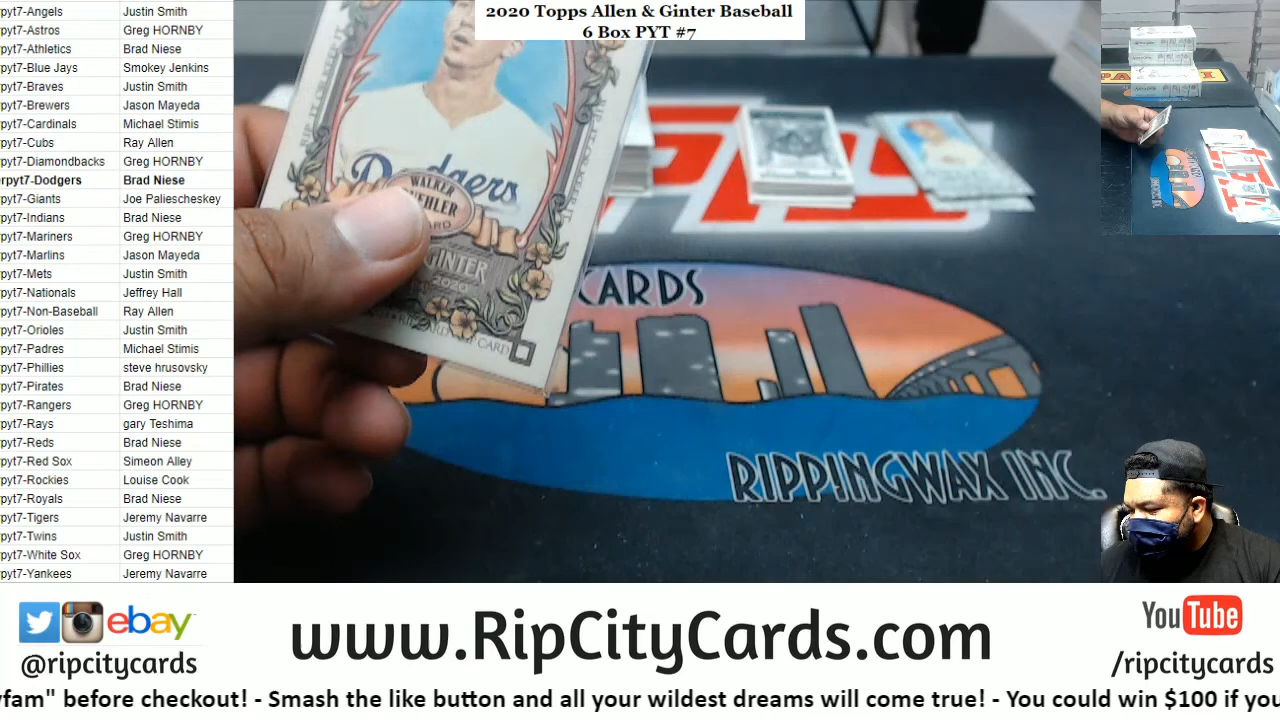 2020 Topps Allen & Ginter Baseball
6 Box PYT #7
pyt7-Angels Justin Smith
pyt7-Astros Greg HORNBY
pyt7-Athletics Brad Niese
pyt7-Blue Jays Smokey Jenkins
pyt7-Braves Justin Smith
pyt7-Brewers Jason Mayeda
pyt7-Cardinals Michael Stimis
pyt7-Cubs Ray Allen
pyt7-Diamondbacks Greg HORNBY
erpyt7-Dodgers Brad Niese
pyt7-Giants Joe Paliescheskey
pyt7-Indians Brad Niese
pyt7-Mariners Greg HORNBY
pyt7-Marlins Jason Mayeda
pyt7-Mets Justin Smith
pyt7-Nationals Jeffrey Hall
pyt7-Non-Baseball Ray Allen
pyt7-Orioles Justin Smith
pyt7-Padres Michael Stimis
pyt7-Phillies steve hrusovsky
pyt7-Pirates Brad Niese
pyt7-Rangers Greg HORNBY
pyt7-Rays gary Teshima
pyt7-Reds Brad Niese
pyt7-Red Sox Simeon Alley
pyt7-Rockies Louise Cook
pyt7-Royals Brad Niese
pyt7-Tigers Jeremy Navarre
pyt7-Twins Justin Smith
pyt7-White Sox Greg HORNBY
pyt7-Yankees Jeremy Navarre
Dodgers
WALKER
GINTER
CARDS
RIPPINGWAX INC.
ebay
@ripcitycards
www.RipCityCards.com
YouTube
/ripcitycards
yfam" before checkout! - Smash the like button and all your wildest dreams will come true! - You could win $100 if you